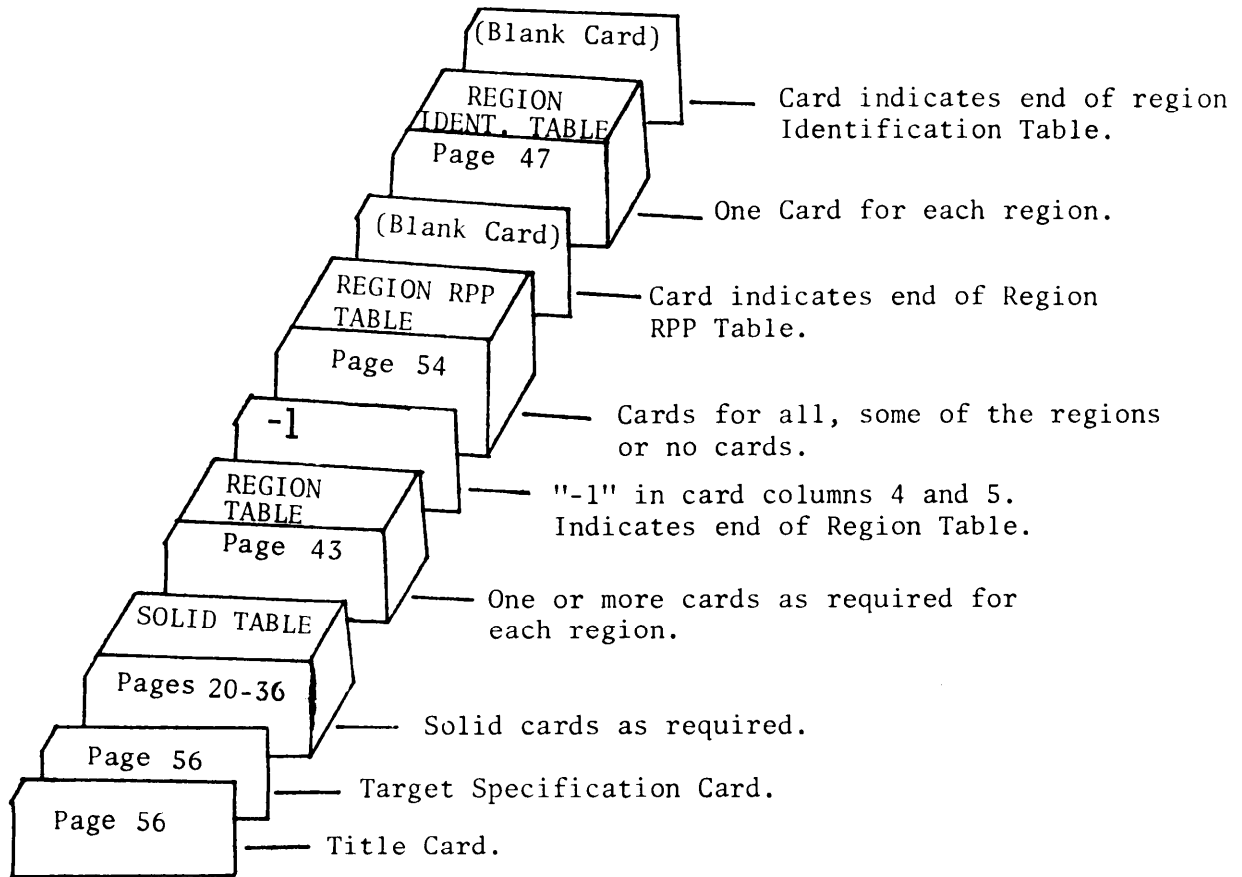 (Blank Card)
REGION
IDENT. TABLE
Page 47
Card indicates end of region
Identification Table.
One Card for each region.
(Blank Card)
REGION RPP
TABLE
Page 54
Card indicates end of Region
RPP Table.
Cards for all, some of the regions
or no cards.
-1
"-1" in card columns 4 and 5.
Indicates end of Region Table.
REGION
TABLE
Page 43
One or more cards as required for
each region.
SOLID TABLE
Pages 20-36
Solid cards as required.
Page 56
Target Specification Card.
Page 56
Title Card.